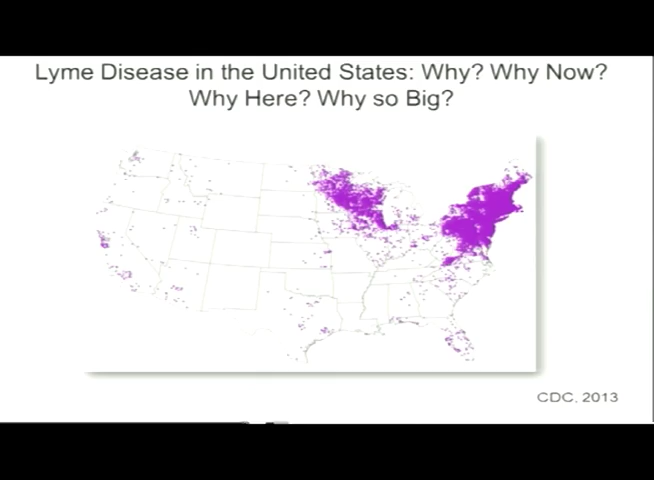 Lyme Disease in the United States: Why? Why Now?
Why Here? Why so Big?
CDC, 2013